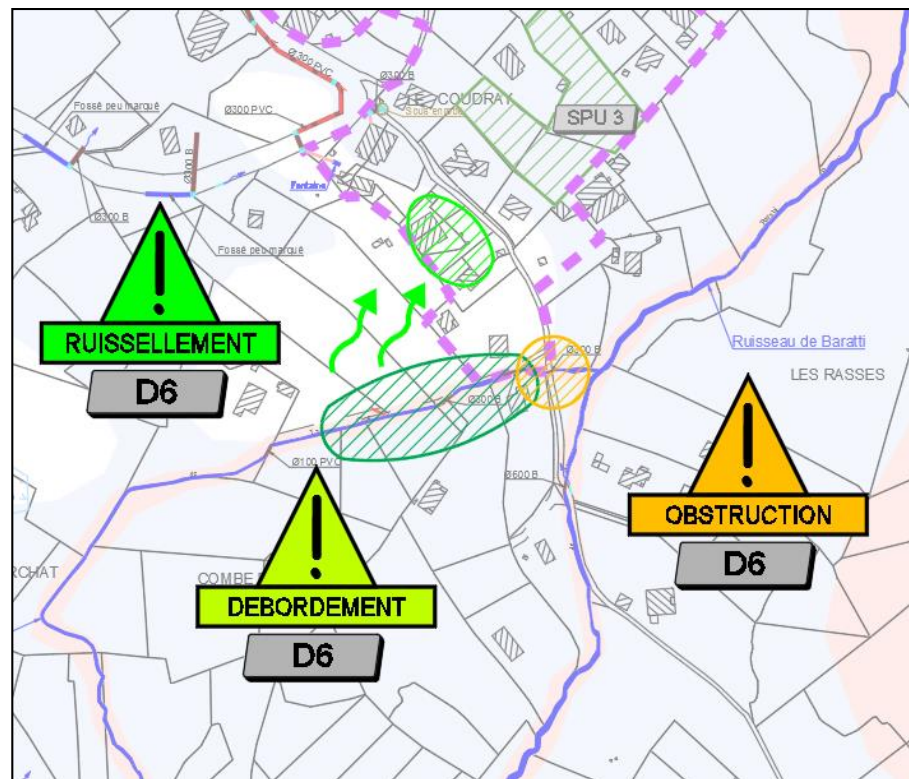 Ø300 PVC
Ø300 B
LE COUDRAY
Fossé peu marqué
Ø300 PVC
SPU 3
Ø300 B
Fontaine
Ø300 B
Fossé peu marqué
RUISSELLEMENT
D6
Ruisseau de Baratti
LES RASSES
Ø300 B
Ø100 PVC
Ø600 B
OBSTRUCTION
D6
RCHAT
COMBE
DEBORDEMENT
D6